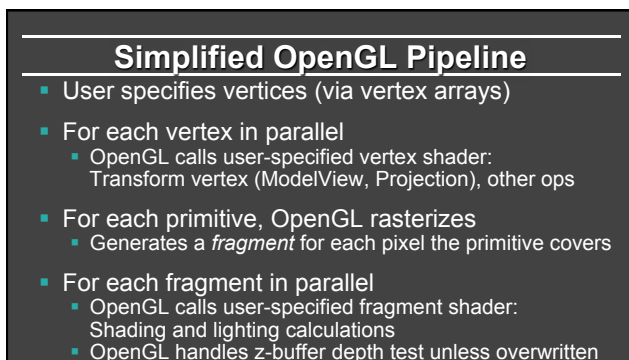 Simplified OpenGL Pipeline
User specifies vertices (via vertex arrays)
For each vertex in parallel
OpenGL calls user-specified vertex shader:
Transform vertex (ModelView, Projection), other ops
For each primitive, OpenGL rasterizes
Generates a fragment for each pixel the primitive covers
For each fragment in parallel
OpenGL calls user-specified fragment shader:
Shading and lighting calculations
OpenGL handles z-buffer depth test unless overwritten